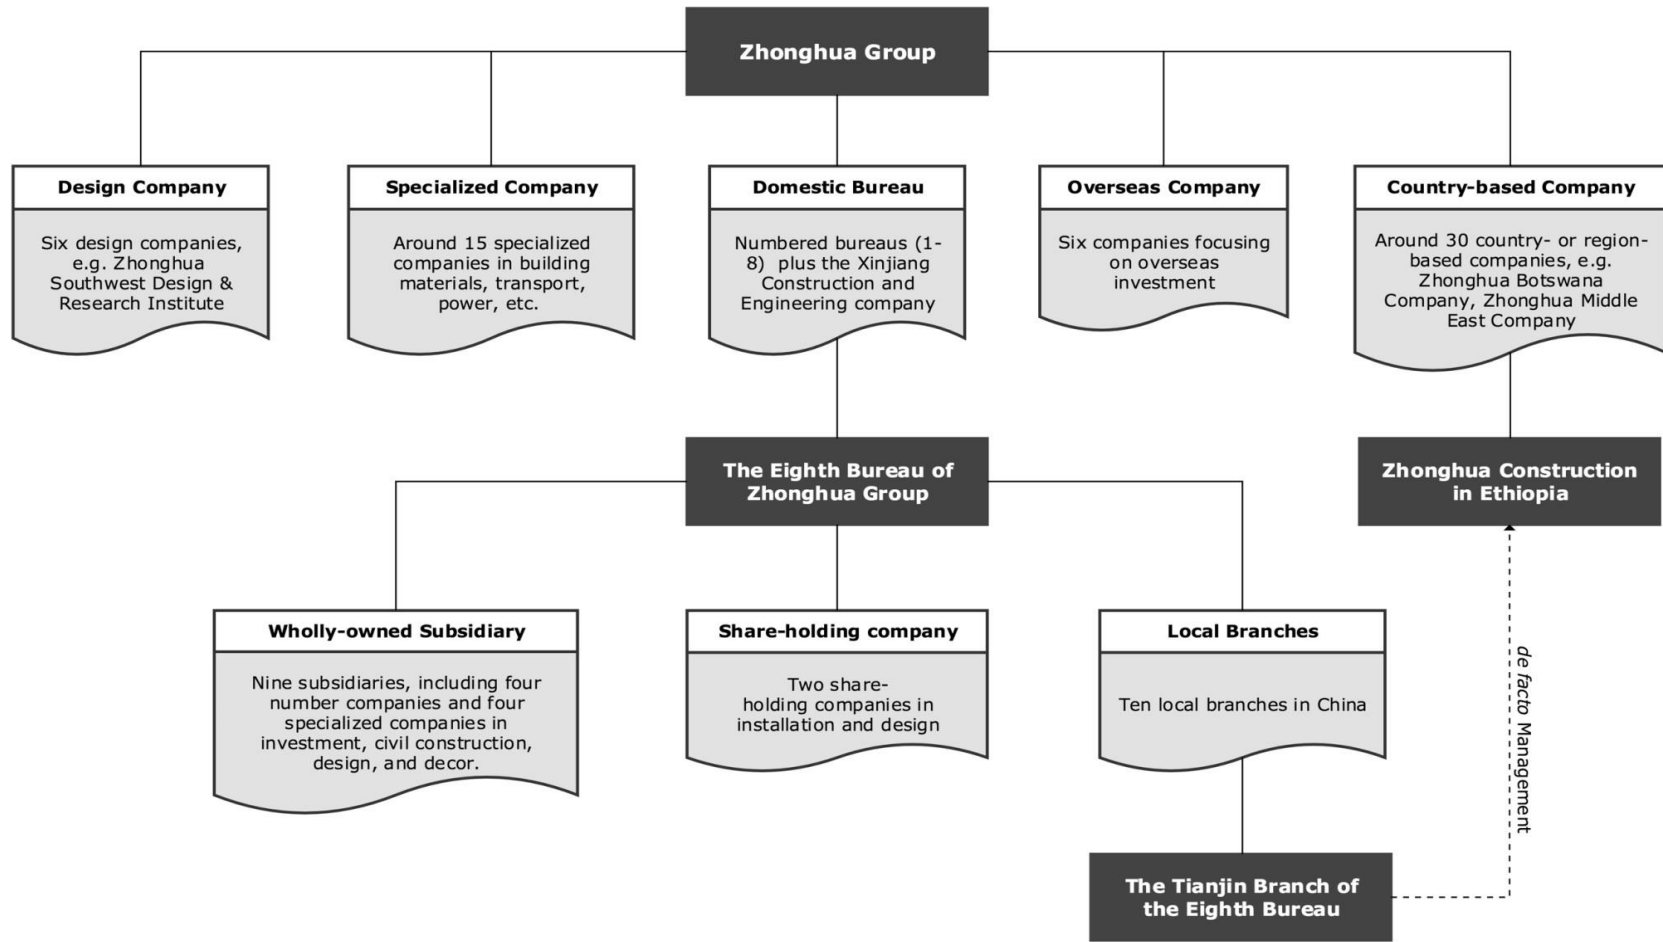 Zhonghua Group
Design Company
Six design companies,
e.g. Zhonghua
Southwest Design &
Research Institute
Specialized Company
Around 15 specialized
companies in building
materials, transport,
power, etc.
Domestic Bureau
Numbered bureaus (1-
8) plus the Xinjiang
Construction and
Engineering company
Overseas Company
Six companies focusing
on overseas
investment
Country-based Company
Around 30 country- or region-
based companies, e.g.
Zhonghua Botswana
Company, Zhonghua Middle
East Company
The Eighth Bureau of
Zhonghua Group
Zhonghua Construction
in Ethiopia
Wholly-owned Subsidiary
Nine subsidiaries, including four
number companies and four
specialized companies in
investment, civil construction,
design, and decor.
Share-holding company
Two share-
holding companies in
installation and design
Local Branches
Ten local branches in China
de facto Management
The Tianjin Branch of
the Eighth Bureau